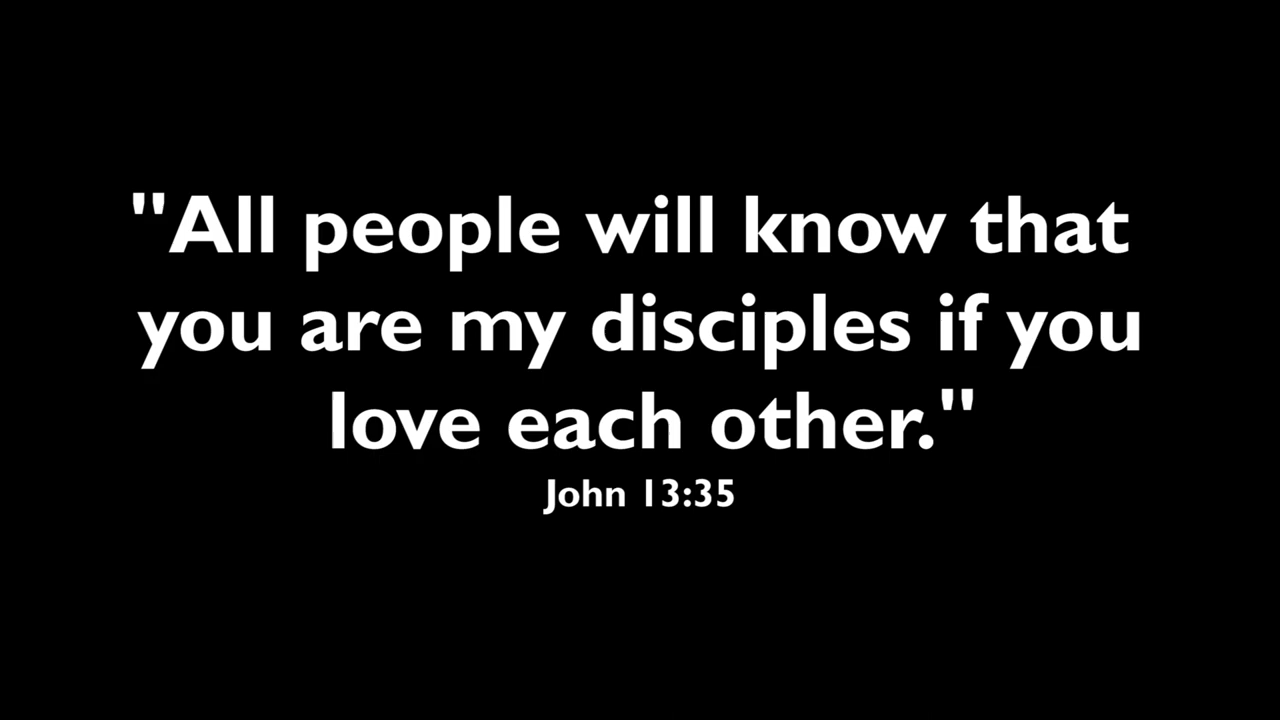 "All people will know that
you are my disciples if you
love each other."
John 13:35